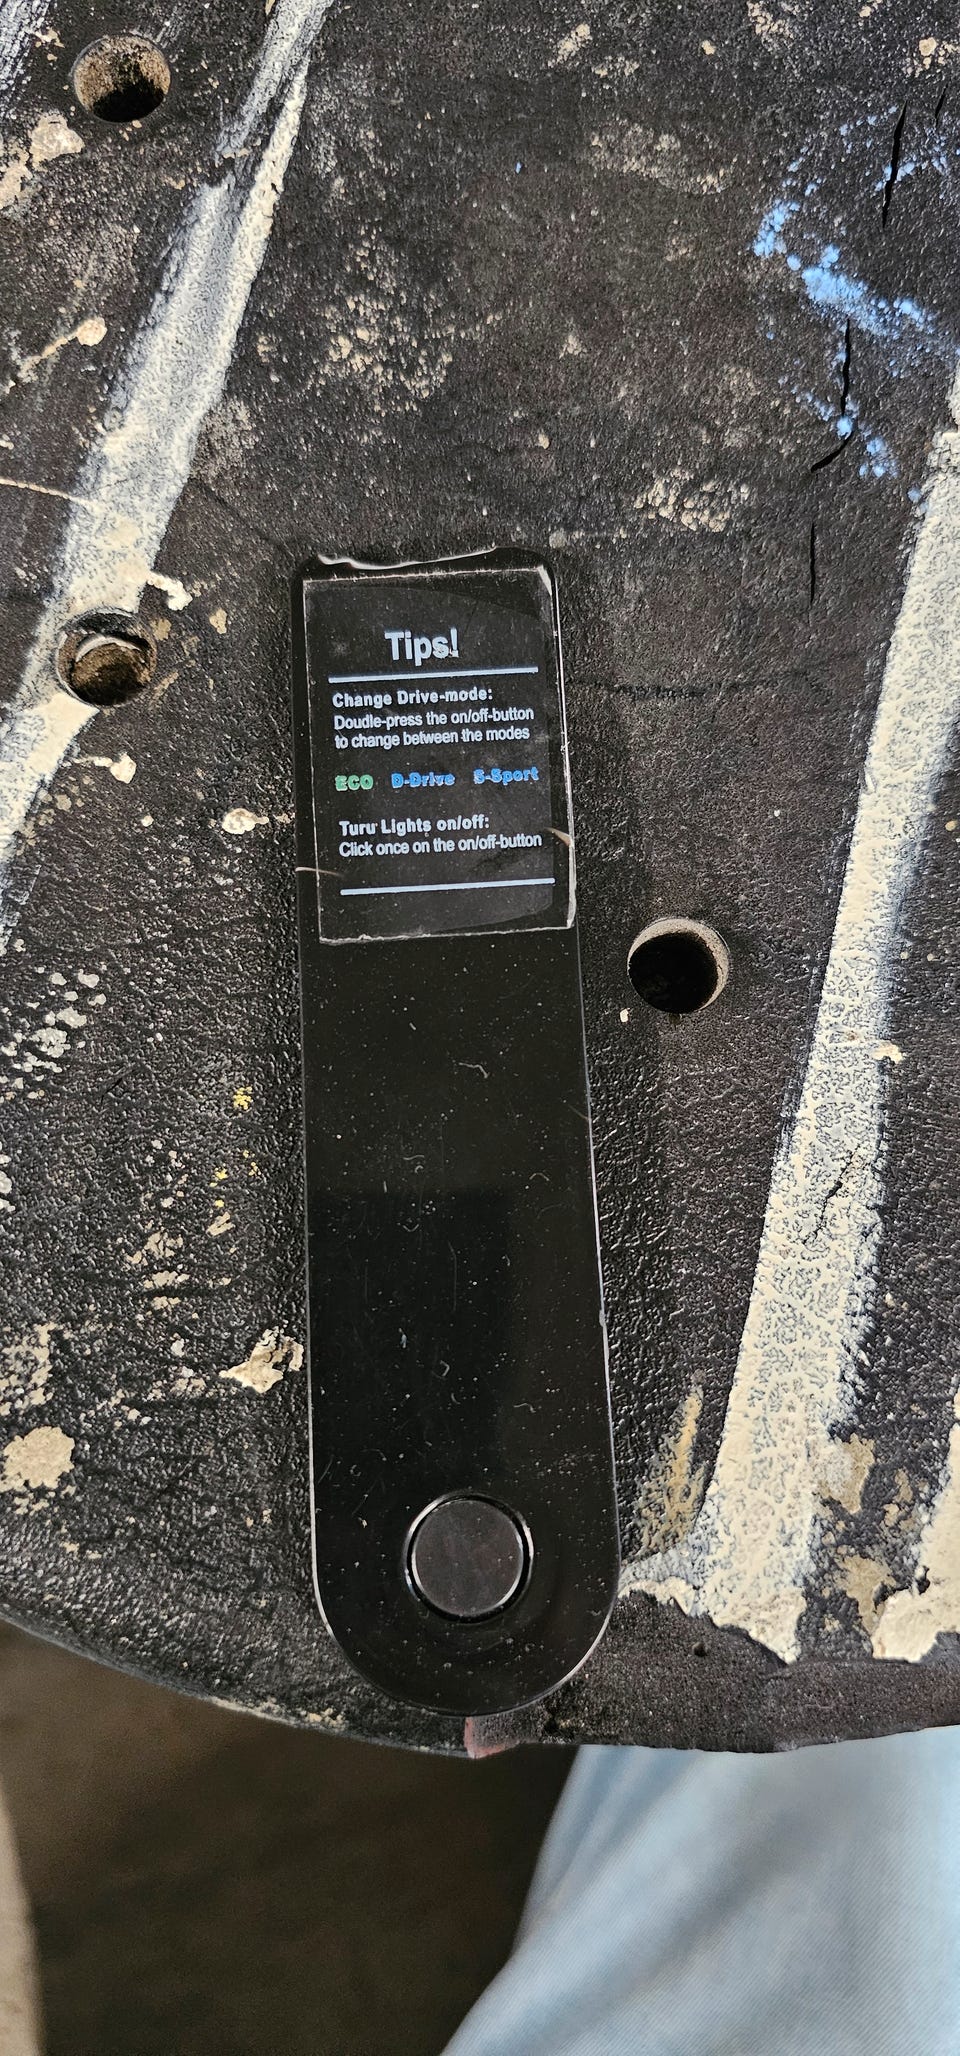 Tips!
Change Drive-mode:
Doudle-press the on/off-button
to change between the modes
ECO D-Drive S-Sport
Turu Lights on/off:
Click once on the on/off-button